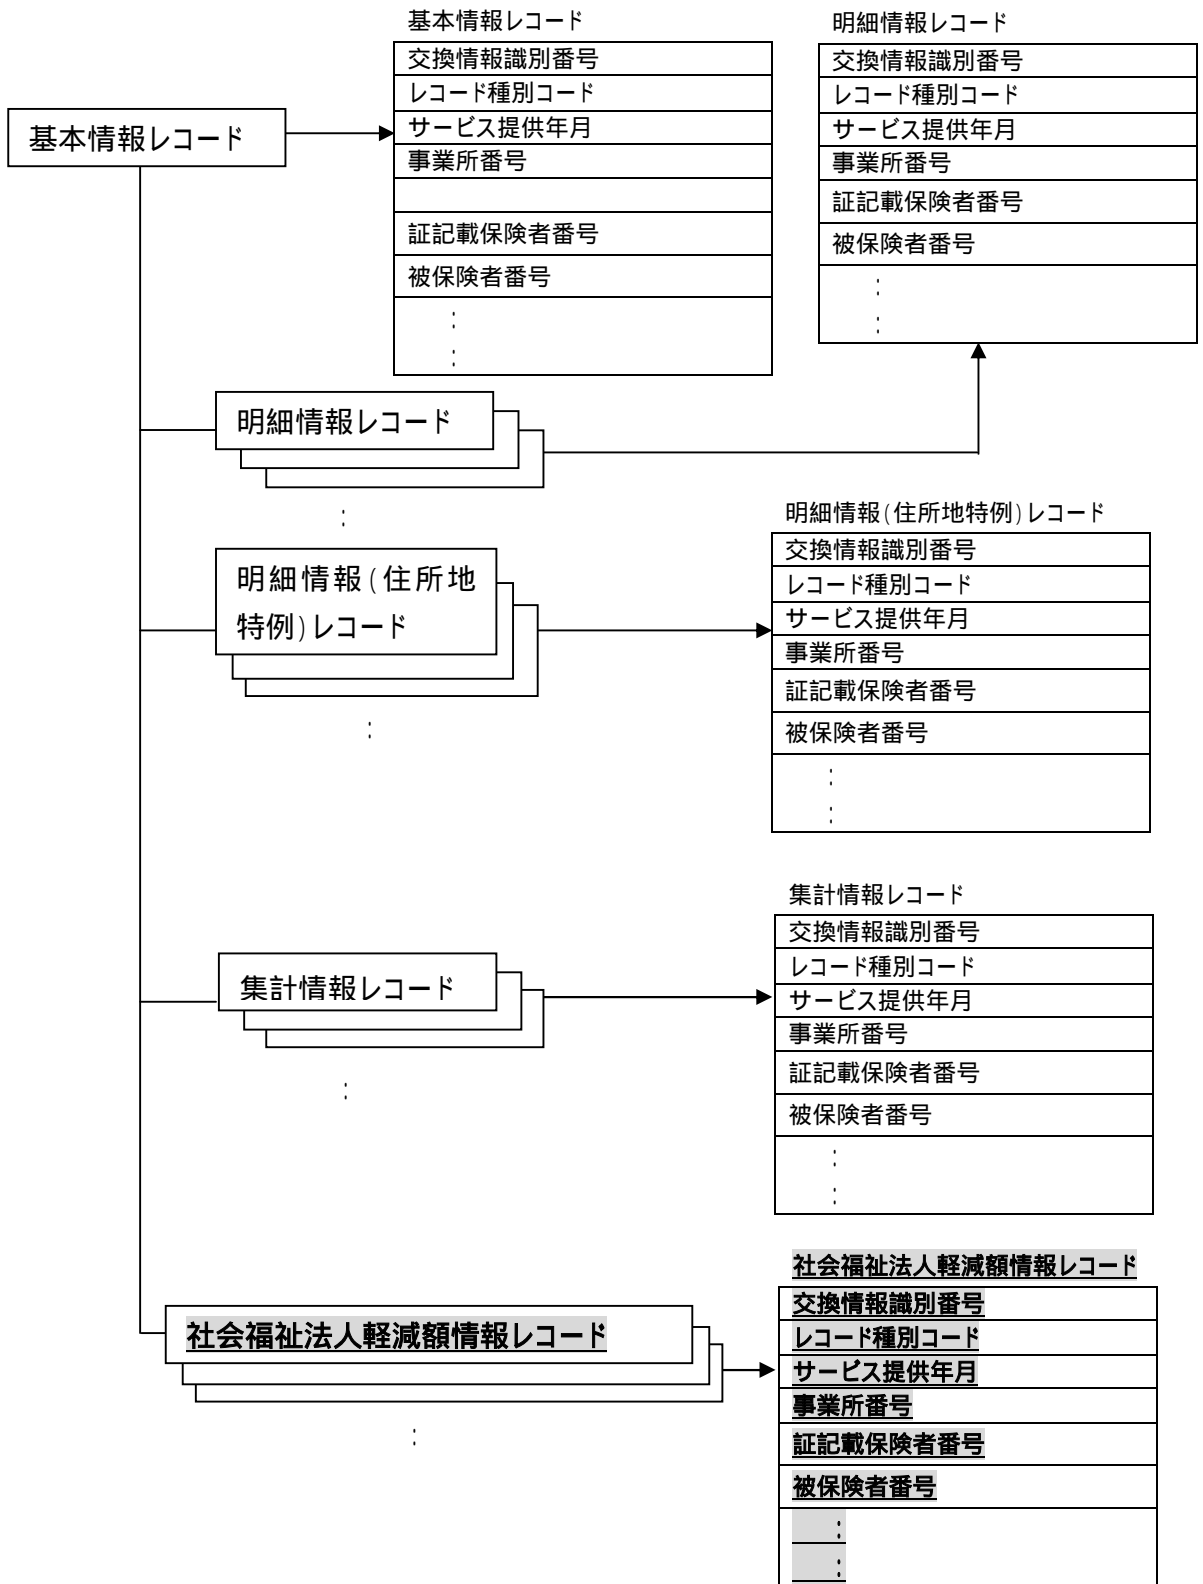 基本情報レコード
交換情報識別番号
レコード種別コード
サービス提供年月
事業所番号
証記載保険者番号
被保険者番号
:
:
明細情報レコード
交換情報識別番号
レコード種別コード
サービス提供年月
事業所番号
証記載保険者番号
被保険者番号
:
:
基本情報レコード
明細情報レコード
:
明細情報(住所地特例)レコード
交換情報識別番号
レコード種別コード
サービス提供年月
事業所番号
証記載保険者番号
被保険者番号
:
:
明細情報(住所地
特例)レコード
:
集計情報レコード
交換情報識別番号
レコード種別コード
サービス提供年月
事業所番号
証記載保険者番号
被保険者番号
:
:
集計情報レコード
:
社会福祉法人軽減額情報レコード
交換情報識別番号
レコード種別コード
サービス提供年月
事業所番号
証記載保険者番号
被保険者番号
:
:
社会福祉法人軽減額情報レコード
: